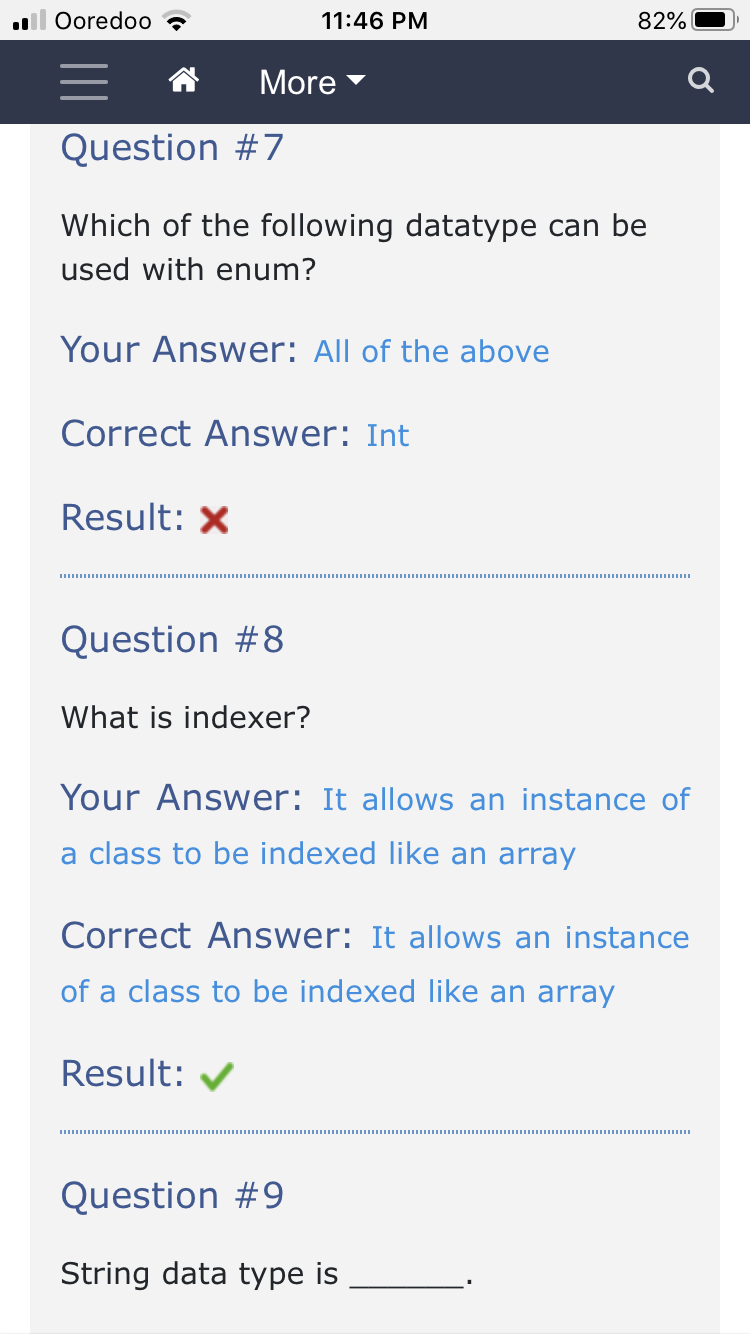 Ooredoo 11:46 PM 82%
More
Question #7
Which of the following datatype can be
used with enum?
Your Answer: All of the above
Correct Answer: Int
Result:
Question #8
What is indexer?
Your Answer: It allows an instance of
a class to be indexed like an array
Correct Answer: It allows an instance
of a class to be indexed like an array
Result:
Question #9
String data type is ______.